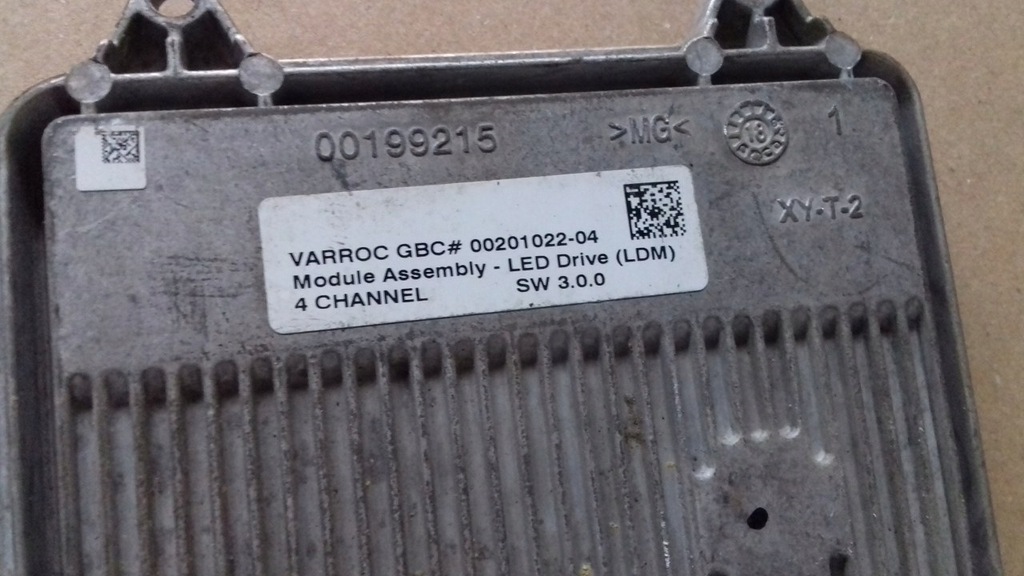 00199215 >MG< 18 1
XY-T-2
VARROC GBC# 00201022-04
Module Assembly - LED Drive (LDM)
4 CHANNEL SW 3.0.0